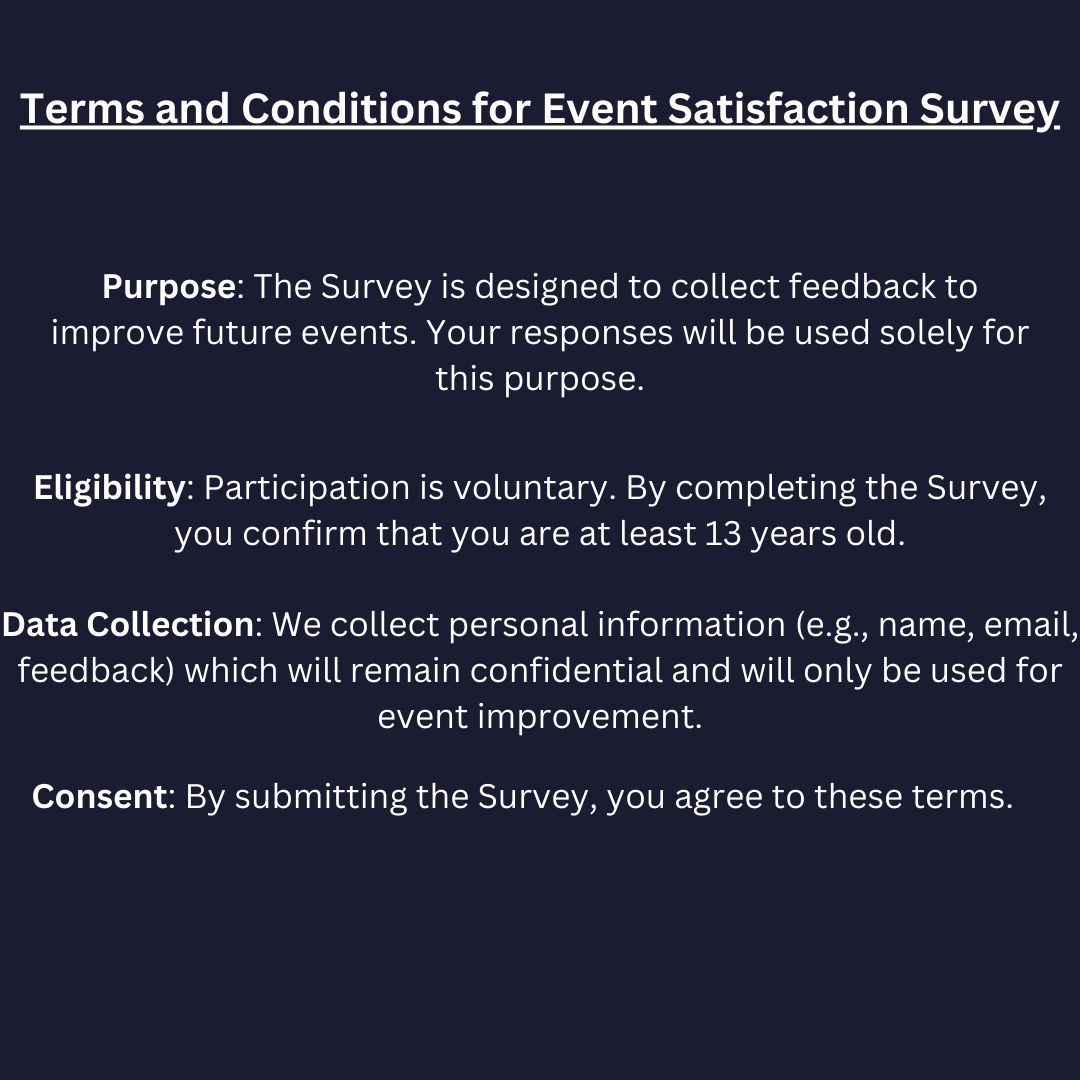 Terms and Conditions for Event Satisfaction Survey
Purpose: The Survey is designed to collect feedback to
improve future events. Your responses will be used solely for
this purpose.
Eligibility: Participation is voluntary. By completing the Survey,
you confirm that you are at least 13 years old.
Data Collection: We collect personal information (e.g., name, email,
feedback) which will remain confidential and will only be used for
event improvement.
Consent: By submitting the Survey, you agree to these terms.